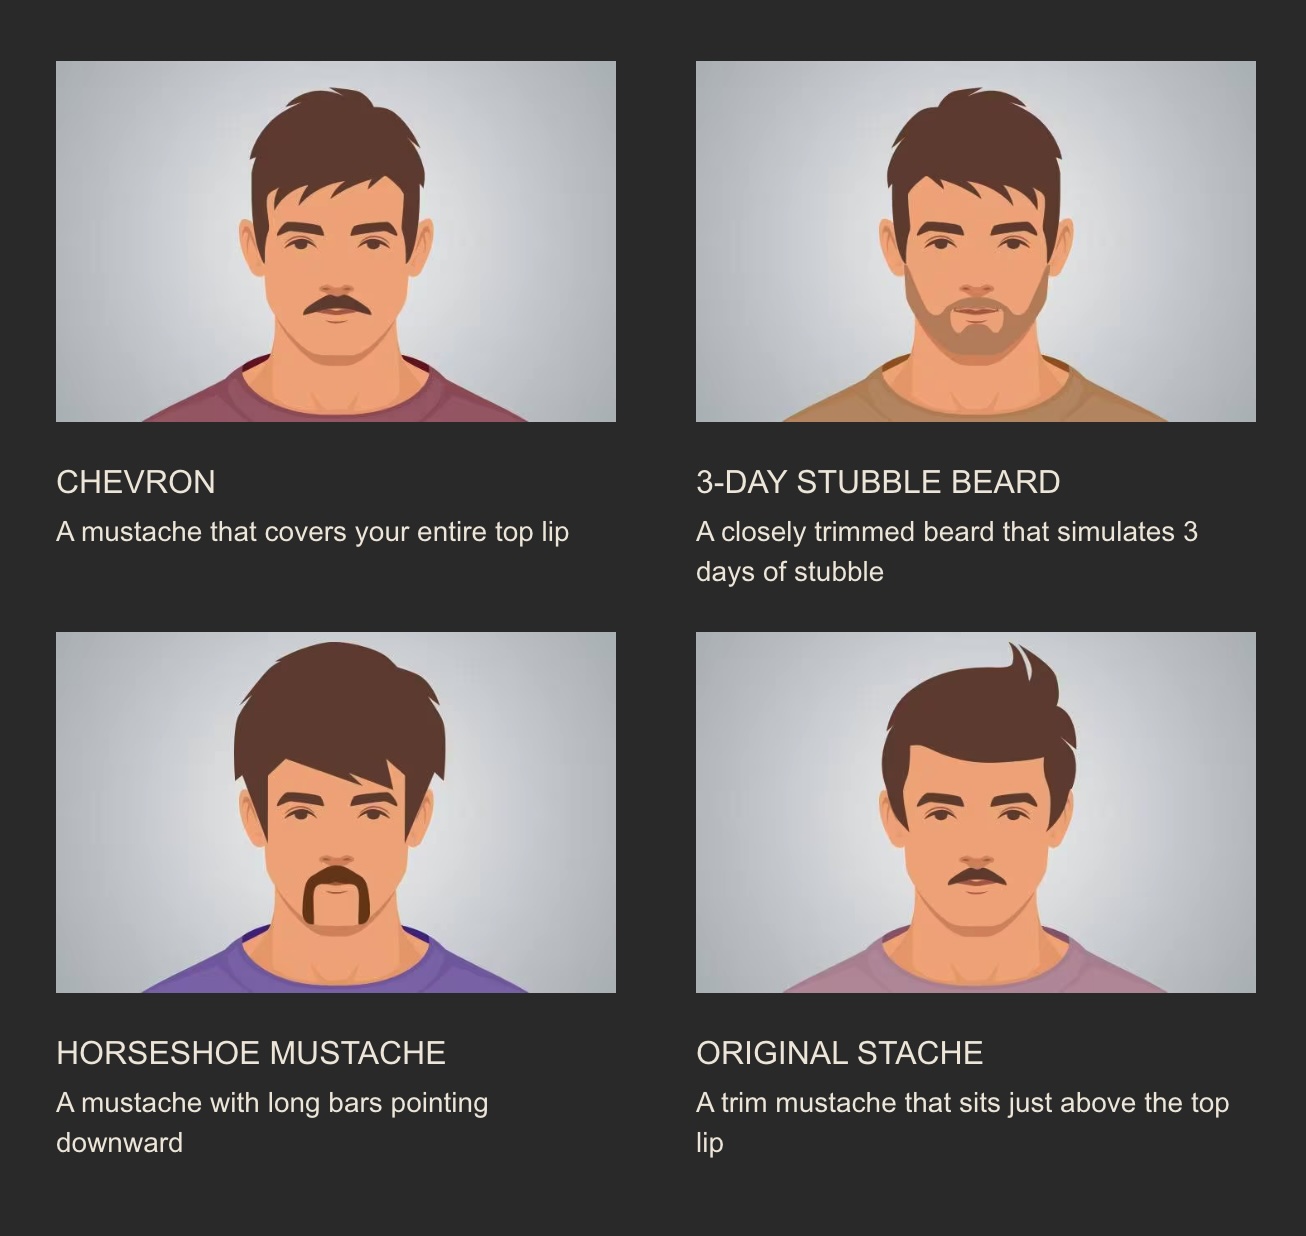 CHEVRON
A mustache that covers your entire top lip
3-DAY STUBBLE BEARD
A closely trimmed beard that simulates 3
days of stubble
HORSESHOE MUSTACHE
A mustache with long bars pointing
downward
ORIGINAL STACHE
A trim mustache that sits just above the top
lip